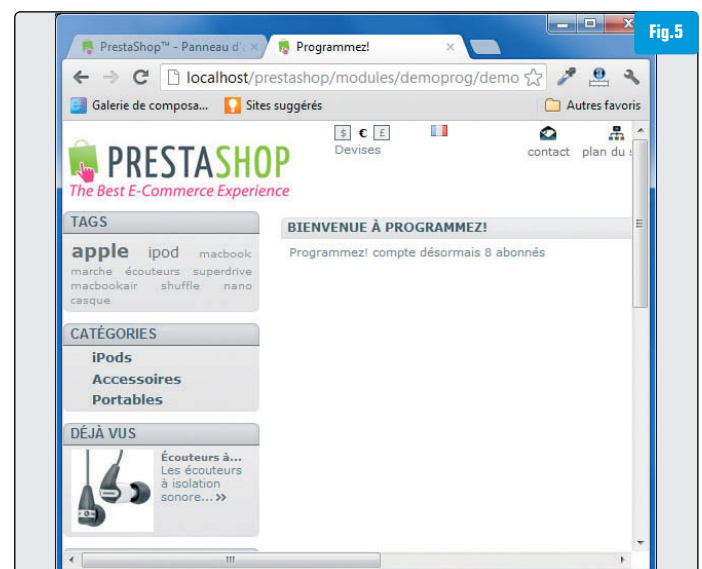 Fig.5
PrestaShop™ - Panneau d'
Programmez!
localhost/prestashop/modules/demoprog/demo
Galerie de composa...
Sites suggérés
Autres favoris
$ € £
Devises
contact
plan du s
PRESTASHOP
The Best E-Commerce Experience
TAGS
apple ipod macbook
marche écouteurs superdrive
macbookair shuffle nano
casque
BIENVENUE À PROGRAMMEZ!
Programmez! compte désormais 8 abonnés
CATÉGORIES
iPods
Accessoires
Portables
DÉJÀ VUS
Écouteurs à...
Les écouteurs
à isolation
sonore... »